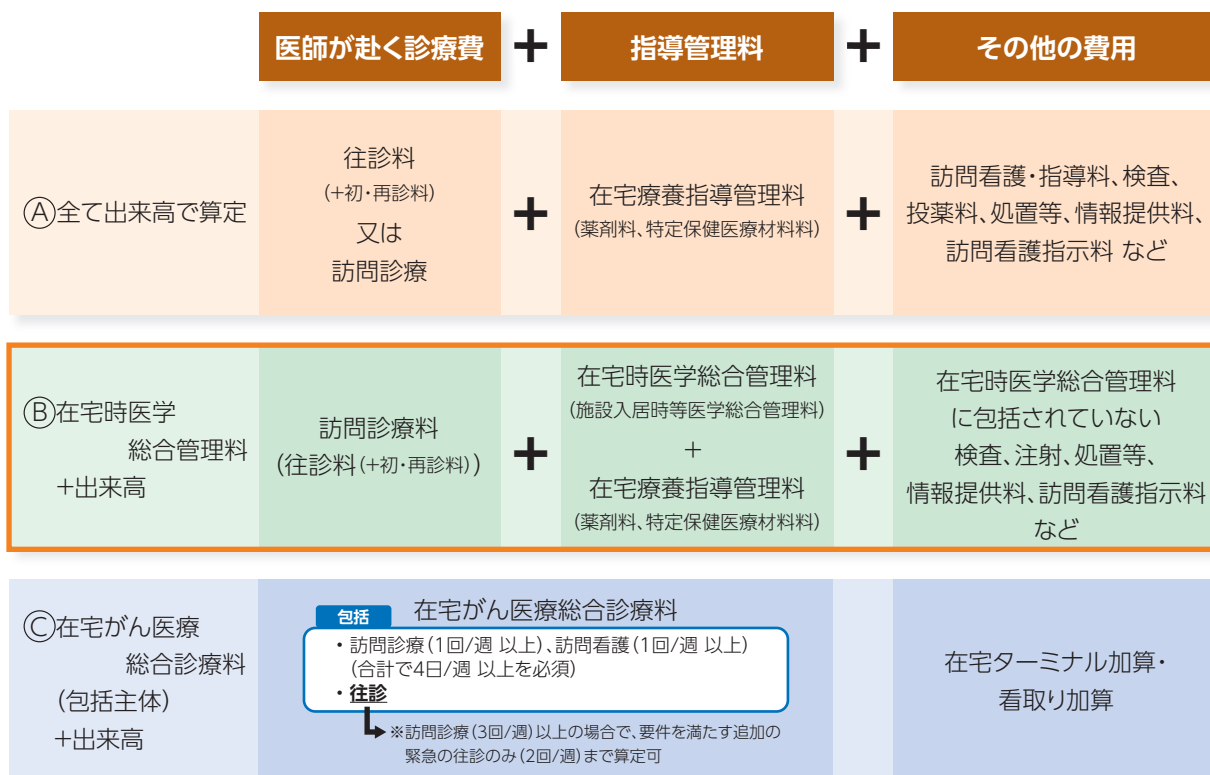 医師が赴く診療費 + 指導管理料 + その他の費用
Ⓐ全て出来高で算定
往診料
(+初・再診料)
又は
訪問診療
+
在宅療養指導管理料
(薬剤料、特定保健医療材料料)
+
訪問看護・指導料、検査、
投薬料、処置等、情報提供料、
訪問看護指示料 など
Ⓑ在宅時医学
総合管理料
+出来高
訪問診療料
(往診料(+初・再診料))
+
在宅時医学総合管理料
(施設入居時等医学総合管理料)
+
在宅療養指導管理料
(薬剤料、特定保健医療材料料)
+
在宅時医学総合管理料
に包括されていない
検査、注射、処置等、
情報提供料、訪問看護指示料
など
Ⓒ在宅がん医療
総合診療料
(包括主体)
+出来高
包括 在宅がん医療総合診療料
・訪問診療(1回/週 以上)、訪問看護(1回/週 以上)
(合計で4日/週 以上を必須)
・往診
※訪問診療(3回/週)以上の場合で、要件を満たす追加の
緊急の往診のみ(2回/週)まで算定可
在宅ターミナル加算・
看取り加算